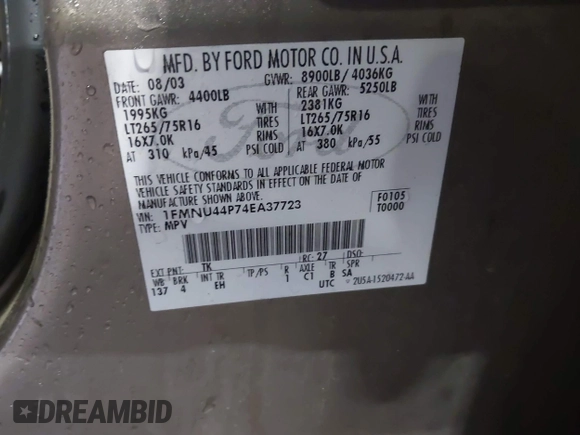 MFD. BY FORD MOTOR CO. IN U.S.A.
DATE: 08/03 GVWR: 8900LB/ 4036KG
FRONT GAWR: 4400LB REAR GAWR: 5250LB
1995KG WITH 2381KG WITH
LT265/75R16 TIRES LT265/75R16 TIRES
16X7.0K RIMS 16X7.0K RIMS
AT 310 kPa/45 PSI COLD AT 380 kPa/55 PSI COLD
THIS VEHICLE CONFORMS TO ALL APPLICABLE FEDERAL MOTOR
VEHICLE SAFETY STANDARDS IN EFFECT ON THE DATE OF
MANUFACTURE SHOWN ABOVE.
VIN: 1FMNU44P74EA37723 F0105
TYPE: MPV T0000
EXT PNT: TK RC: 27 DSO:
WB BRK INT TR TP/PS R AXLE TR SPR
137 4 EH 1 C1 B SA
UTC 2U5A-1520472-AA
Ford
DREAMBID